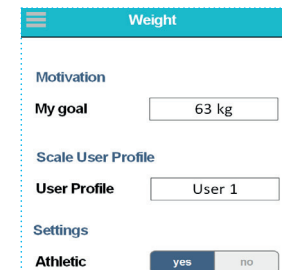 Weight
Motivation
My goal 63 kg
Scale User Profile
User Profile User 1
Settings
Athletic yes no